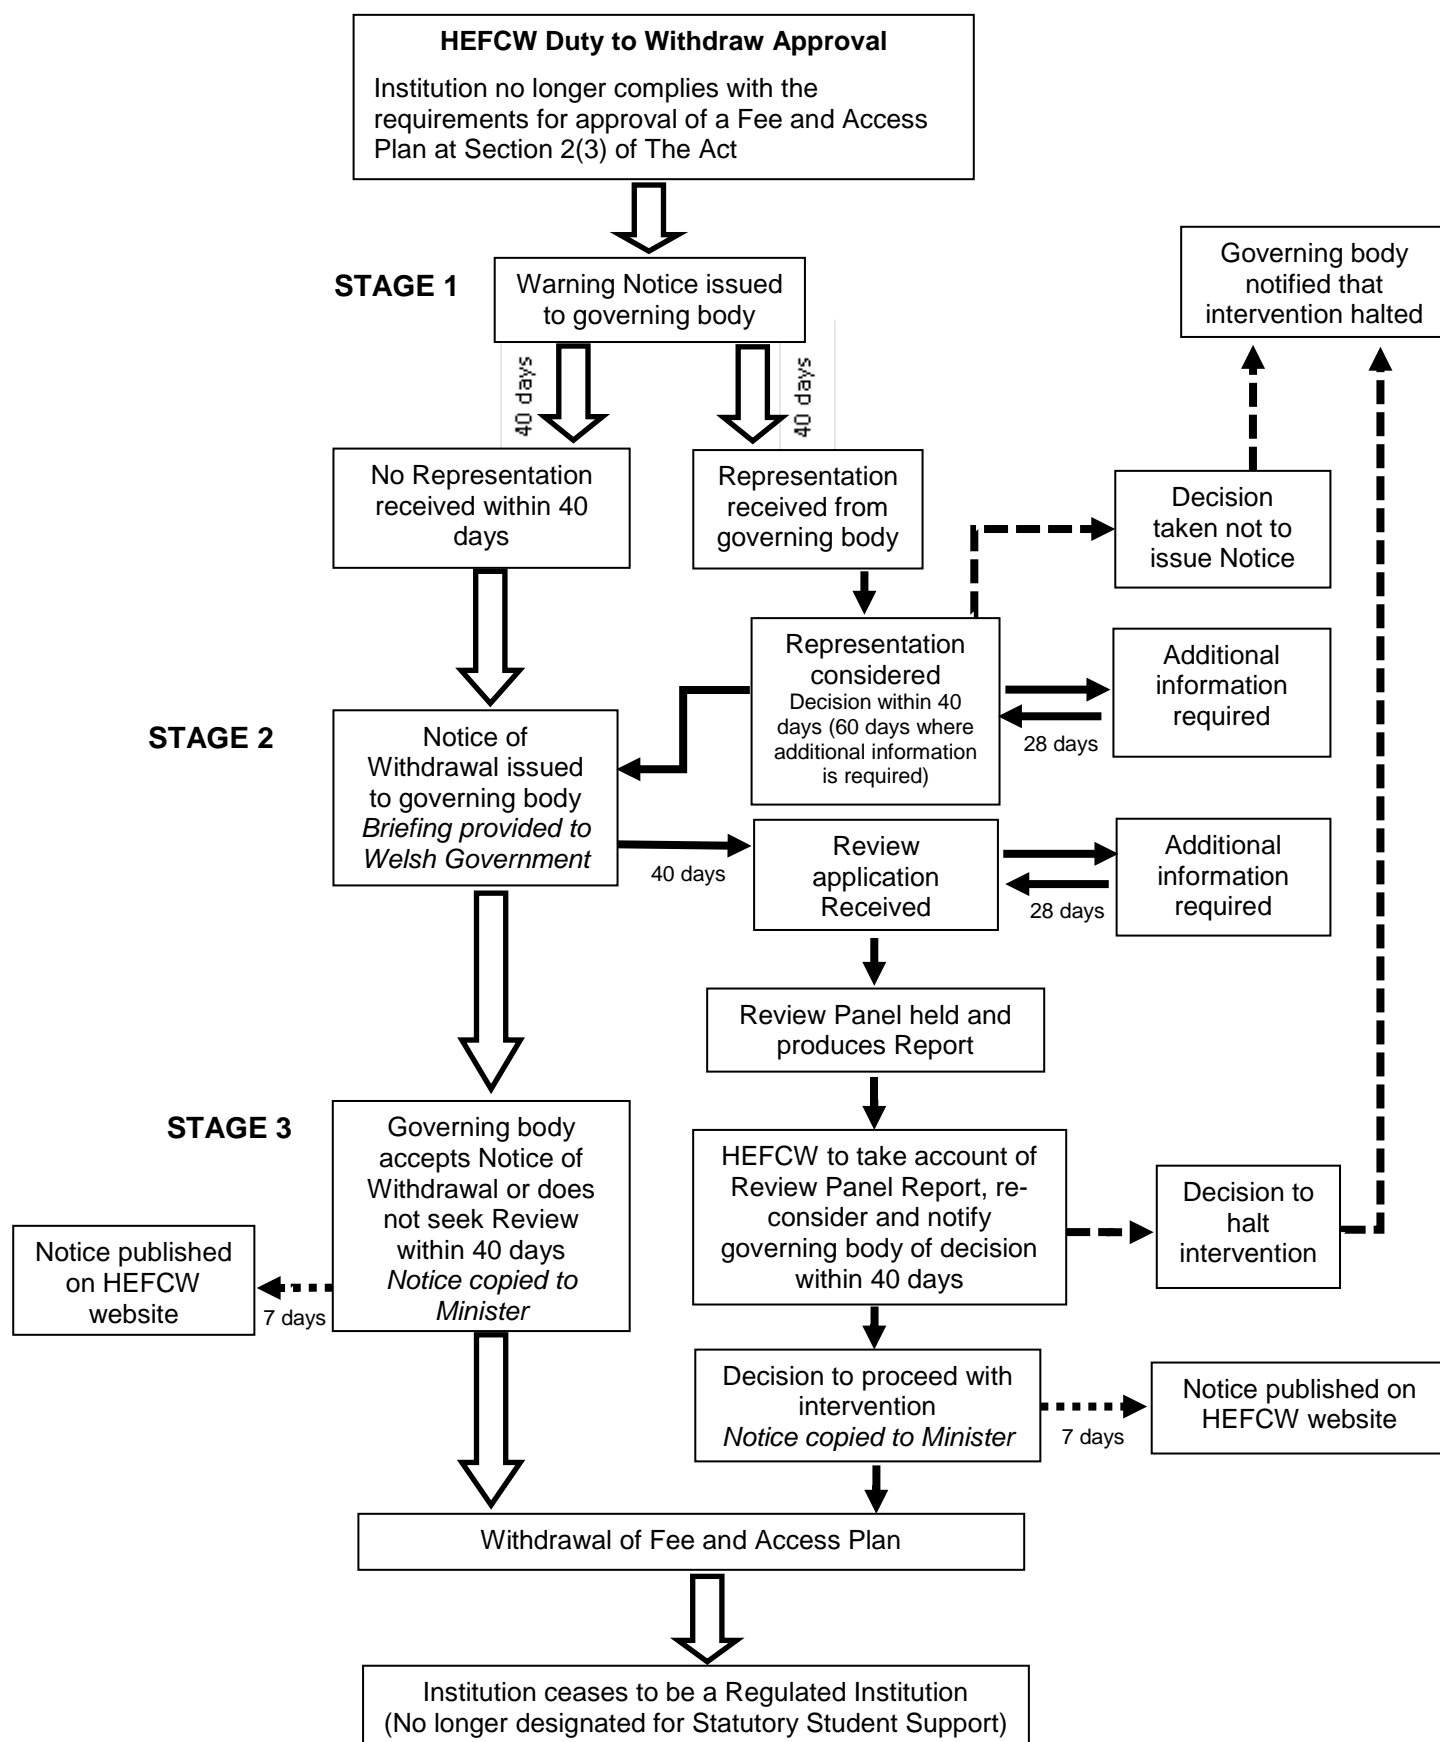 HEFCW Duty to Withdraw Approval
Institution no longer complies with the
requirements for approval of a Fee and Access
Plan at Section 2(3) of The Act
STAGE 1
Warning Notice issued
to governing body
Governing body
notified that
intervention halted
40 days
40 days
No Representation
received within 40
days
Representation
received from
governing body
Decision
taken not to
issue Notice
Representation
considered
Decision within 40
days (60 days where
additional information
is required)
28 days
Additional
information
required
STAGE 2
Notice of
Withdrawal issued
to governing body
Briefing provided to
Welsh Government
40 days
Review
application
Received
28 days
Additional
information
required
Review Panel held and
produces Report
STAGE 3
Governing body
accepts Notice of
Withdrawal or does
not seek Review
within 40 days
Notice copied to
Minister
HEFCW to take account of
Review Panel Report, re-
consider and notify
governing body of decision
within 40 days
Decision to
halt
intervention
Notice published
on HEFCW
website
7 days
Decision to proceed with
intervention
Notice copied to Minister
7 days
Notice published on
HEFCW website
Withdrawal of Fee and Access Plan
Institution ceases to be a Regulated Institution
(No longer designated for Statutory Student Support)